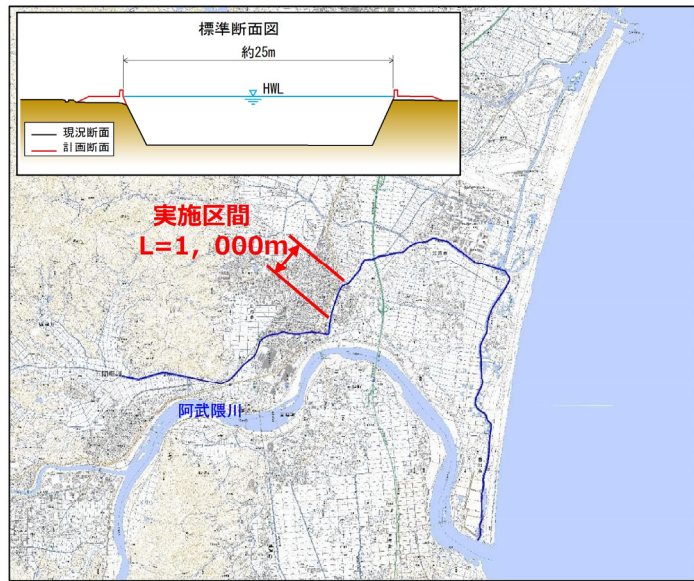 標準断面図
約25m
HWL
現況断面
計画断面
実施区間
L=1，000m
阿武隈川